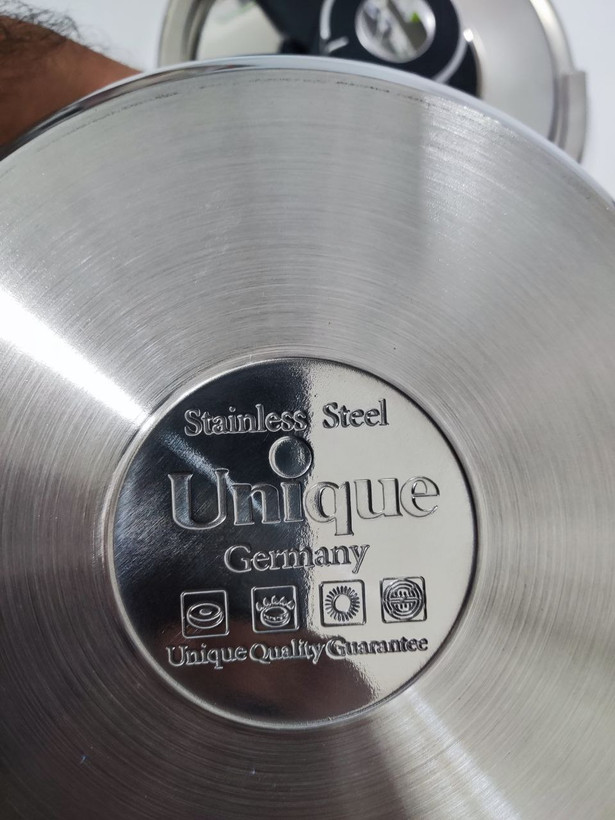 Stainless Steel
Unique
Germany
Unique Quality Guarantee